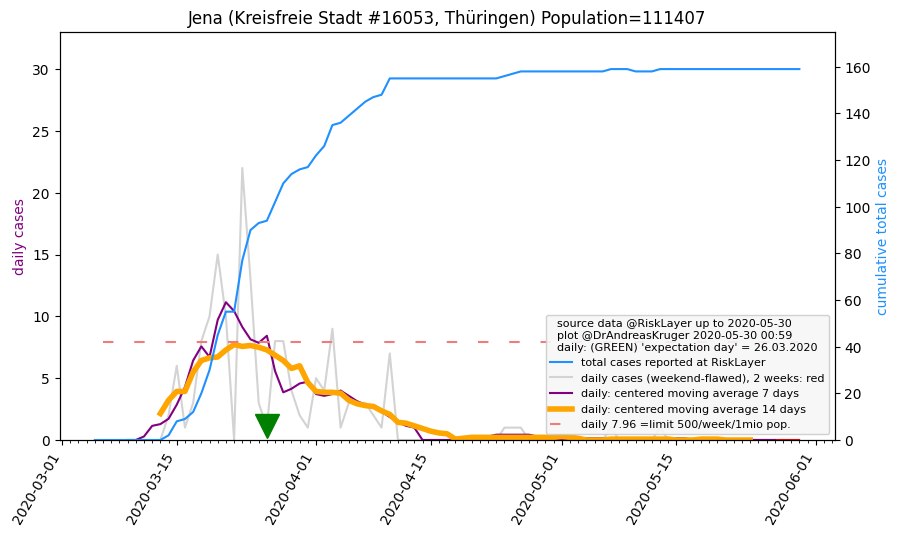 Jena (Kreisfreie Stadt #16053, Thüringen) Population=111407
daily cases
30
25
20
15
10
5
0
160
140
120
100
80
60
40
20
0
cumulative total cases
source data @RiskLayer up to 2020-05-30
plot @DrAndreasKruger 2020-05-30 00:59
daily: (GREEN) 'expectation day' = 26.03.2020
total cases reported at RiskLayer
daily cases (weekend-flawed), 2 weeks: red
daily: centered moving average 7 days
daily: centered moving average 14 days
daily 7.96 =limit 500/week/1mio pop.
2020-03-01
2020-03-15
2020-04-01
2020-04-15
2020-05-01
2020-05-15
2020-06-01